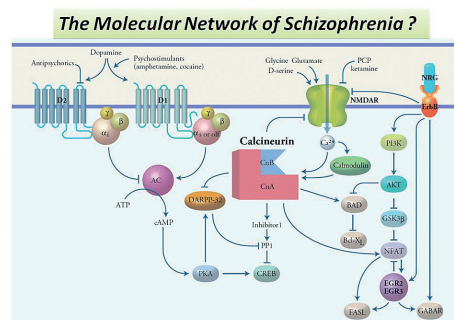 The Molecular Network of Schizophrenia ?
Dopamine
Antipsychotics
Psychostimulants
(amphetamine, cocaine)
Glycine Glutamate
D-serine
PCP
ketamine
NRG
D2
D1
NMDAR
ErbB
γ
β
αi
γ
β
αs or olf
Calcineurin
Ca2+
PI3K
CnB
Calmodulin
AC
CnA
AKT
ATP
DARPP-32
BAD
GSK3β
cAMP
Inhibitor1
Bcl-XL
NFAT
PP1
PKA
CREB
EGR2
EGR3
FASL
GABAR